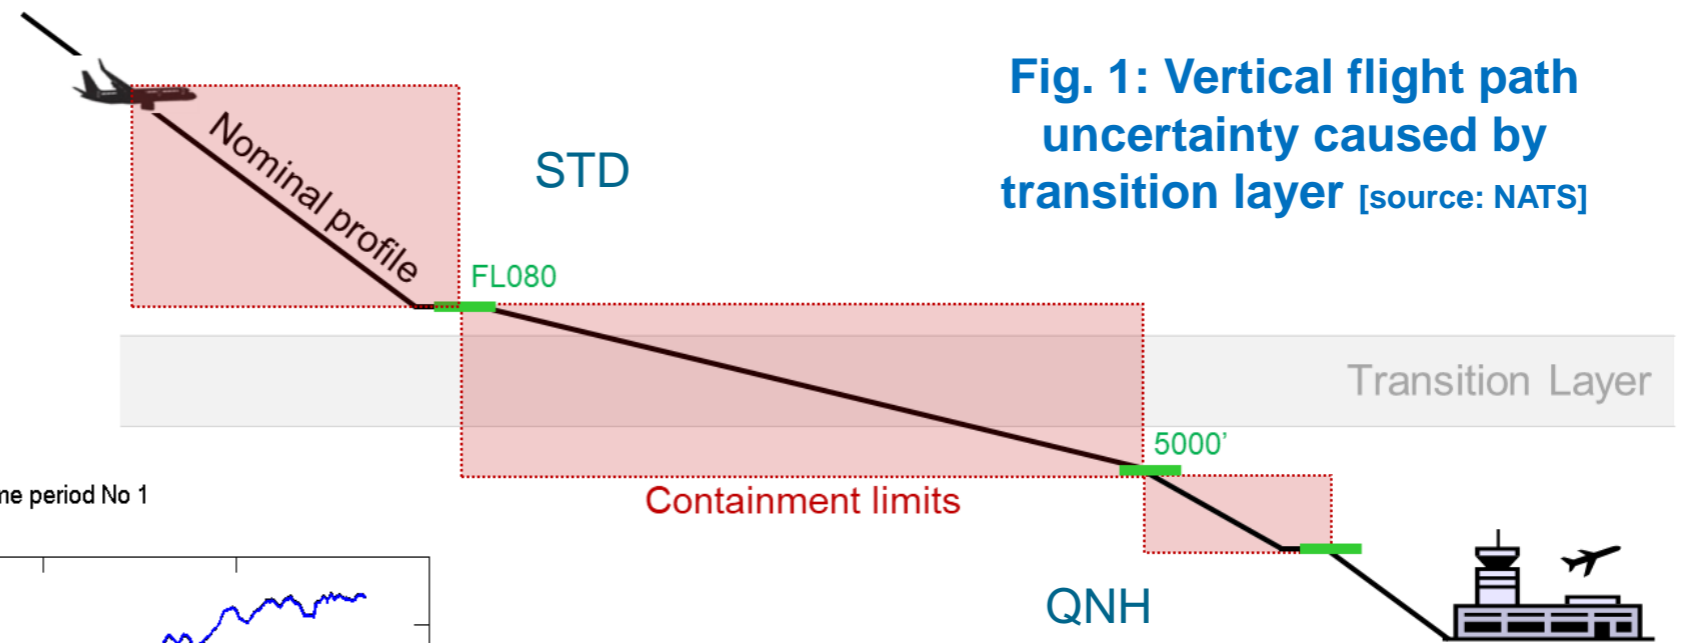 Fig. 1: Vertical flight path
uncertainty caused by
transition layer [source: NATS]
Nominal profile
STD
FL080
Transition Layer
5000’
Containment limits
me period No 1
QNH